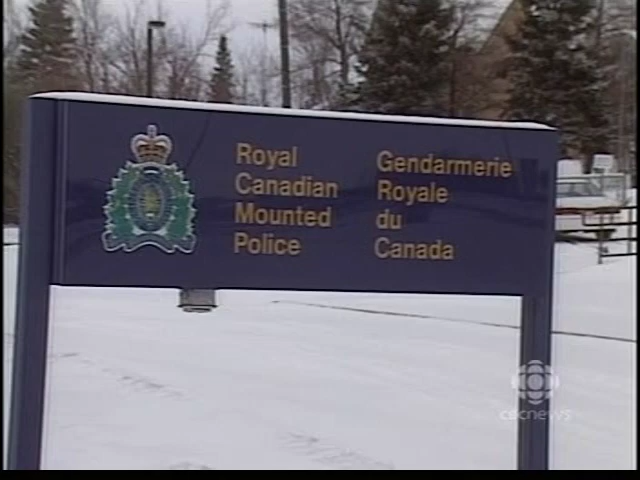 Royal
Canadian
Mounted
Police
Gendarmerie
Royale
du
Canada
cbcnews